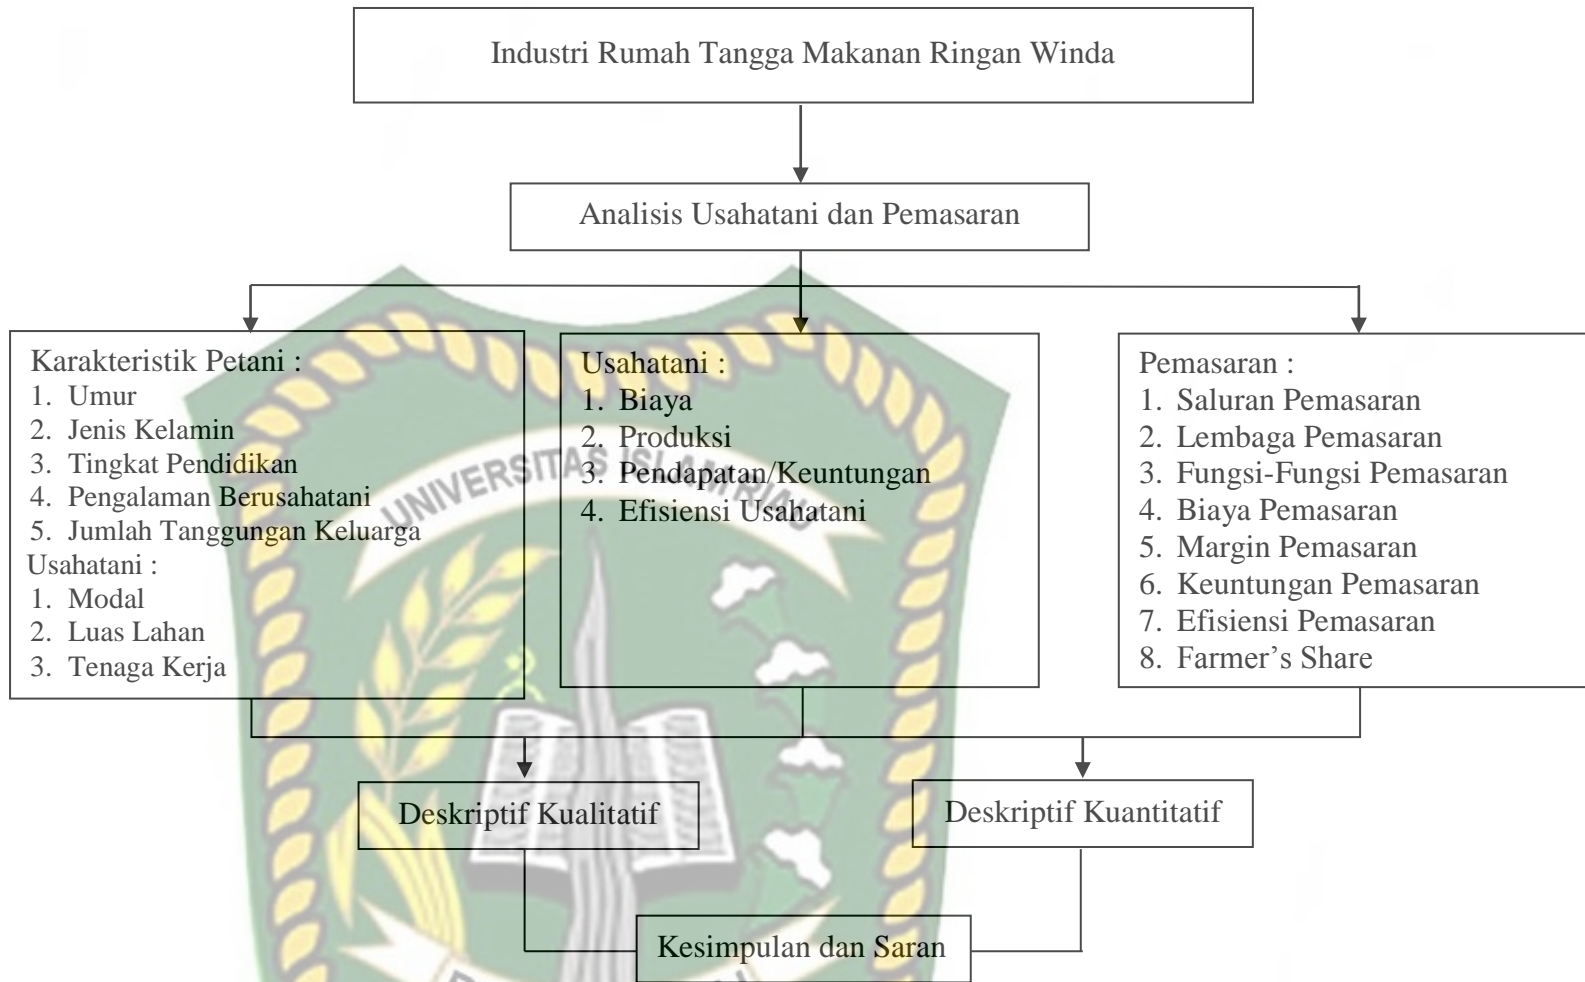 Industri Rumah Tangga Makanan Ringan Winda
Analisis Usahatani dan Pemasaran
Karakteristik Petani :
1. Umur
2. Jenis Kelamin
3. Tingkat Pendidikan
4. Pengalaman Berusahatani
5. Jumlah Tanggungan Keluarga
Usahatani :
1. Modal
2. Luas Lahan
3. Tenaga Kerja
Usahatani :
1. Biaya
2. Produksi
3. Pendapatan/Keuntungan
4. Efisiensi Usahatani
Pemasaran :
1. Saluran Pemasaran
2. Lembaga Pemasaran
3. Fungsi-Fungsi Pemasaran
4. Biaya Pemasaran
5. Margin Pemasaran
6. Keuntungan Pemasaran
7. Efisiensi Pemasaran
8. Farmer’s Share
UNIVERSITAS ISLAM RIAU
Deskriptif Kualitatif
Deskriptif Kuantitatif
Kesimpulan dan Saran